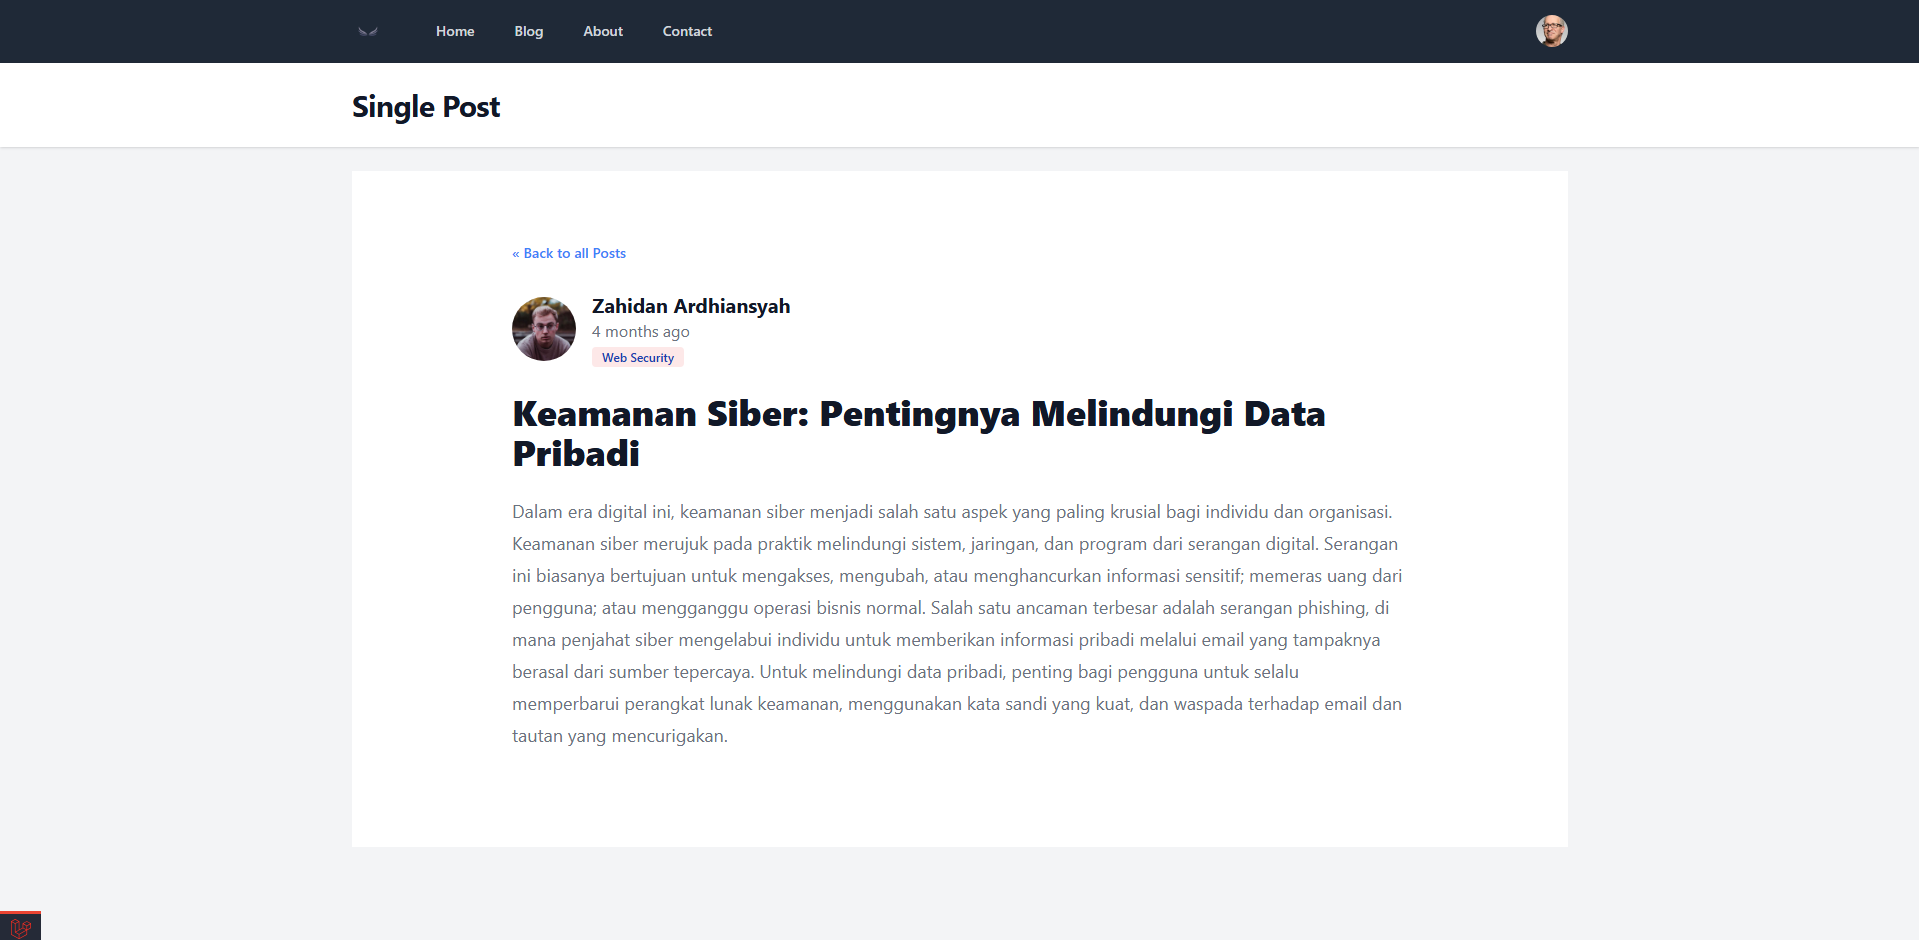 Home Blog About Contact
Single Post
« Back to all Posts
Zahidan Ardhiansyah
4 months ago
Web Security
Keamanan Siber: Pentingnya Melindungi Data
Pribadi
Dalam era digital ini, keamanan siber menjadi salah satu aspek yang paling krusial bagi individu dan organisasi.
Keamanan siber merujuk pada praktik melindungi sistem, jaringan, dan program dari serangan digital. Serangan
ini biasanya bertujuan untuk mengakses, mengubah, atau menghancurkan informasi sensitif; memeras uang dari
pengguna; atau mengganggu operasi bisnis normal. Salah satu ancaman terbesar adalah serangan phishing, di
mana penjahat siber mengelabui individu untuk memberikan informasi pribadi melalui email yang tampaknya
berasal dari sumber tepercaya. Untuk melindungi data pribadi, penting bagi pengguna untuk selalu
memperbarui perangkat lunak keamanan, menggunakan kata sandi yang kuat, dan waspada terhadap email dan
tautan yang mencurigakan.